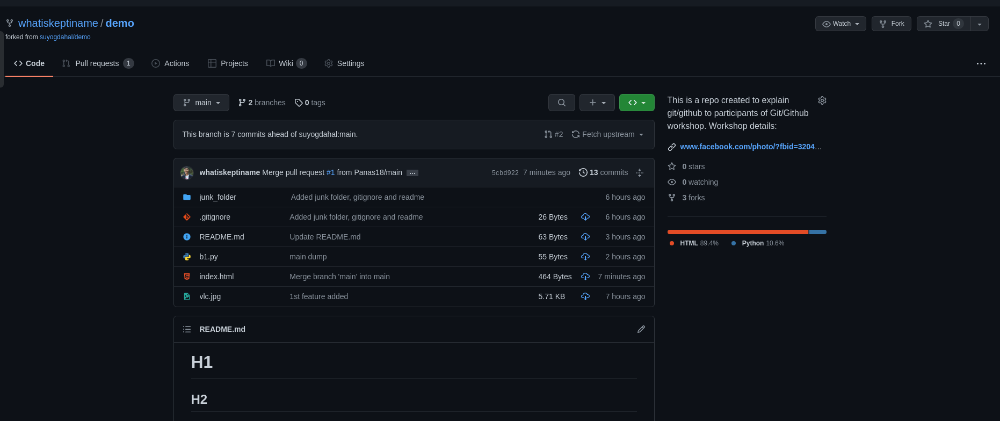 whatiskeptiname / demo
Watch Fork Star 0
forked from suyogdahal/demo
Code Pull requests 1 Actions Projects Wiki 0 Settings
main 2 branches 0 tags
This branch is 7 commits ahead of suyogdahal:main. #2 Fetch upstream
whatiskeptiname Merge pull request #1 from Panas18/main ... 5cbd922 7 minutes ago 13 commits
junk_folder Added junk folder, gitignore and readme 6 hours ago
.gitignore Added junk folder, gitignore and readme 26 Bytes 6 hours ago
README.md Update README.md 63 Bytes 3 hours ago
b1.py main dump 55 Bytes 2 hours ago
index.html Merge branch 'main' into main 464 Bytes 7 minutes ago
vlc.jpg 1st feature added 5.71 KB 7 hours ago
README.md
H1
H2
This is a repo created to explain
git/github to participants of Git/Github
workshop. Workshop details:
www.facebook.com/photo/?fbid=3204…
0 stars
0 watching
3 forks
HTML 89.4% Python 10.6%